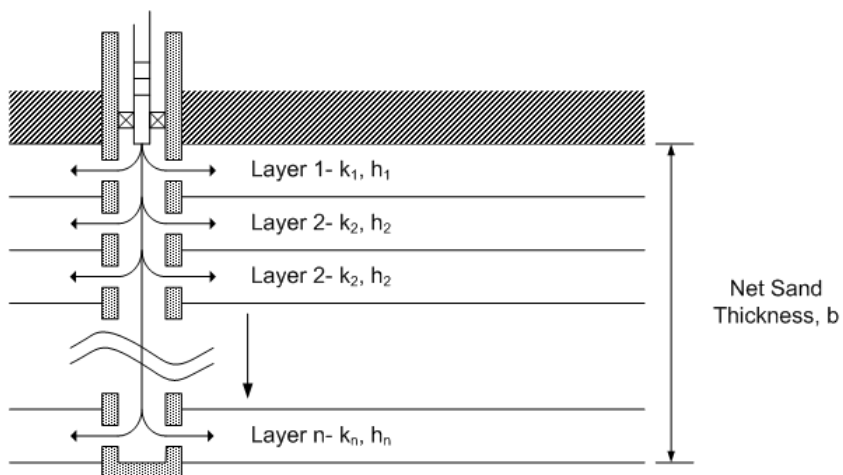 Layer 1- k₁, h₁
Layer 2- k₂, h₂
Layer 2- k₂, h₂
Net Sand
Thickness, b
Layer n- kₙ, hₙ